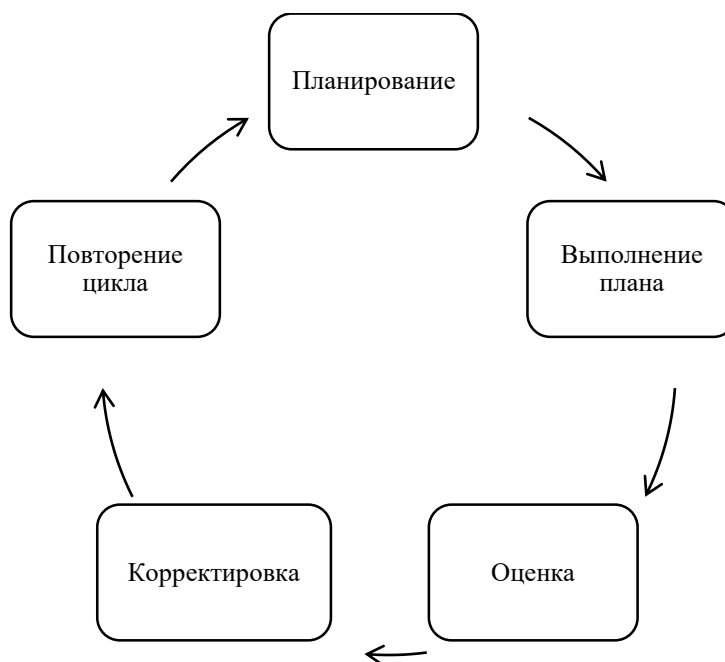 Планирование
Выполнение
плана
Оценка
Корректировка
Повторение
цикла